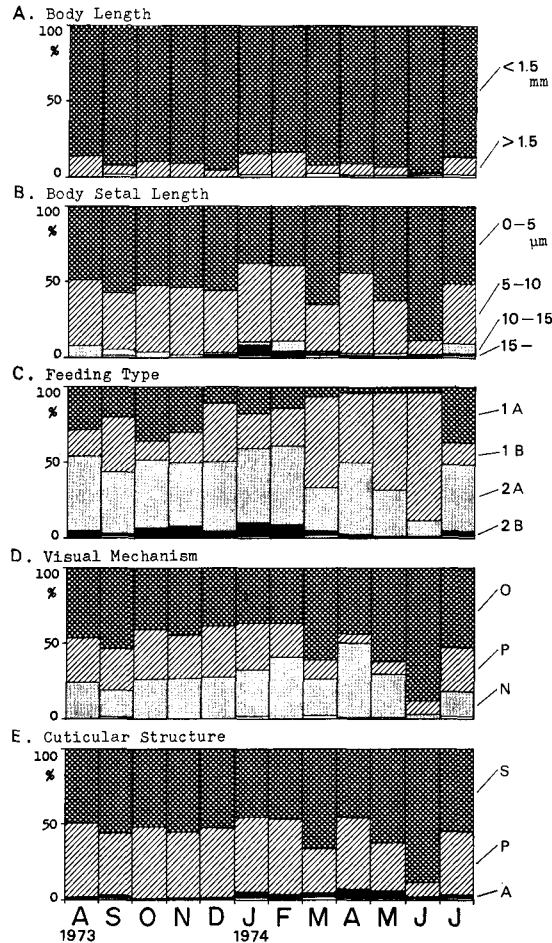 A. Body Length
100
%
50
0
<1.5
mm
>1.5
B. Body Setal Length
100
%
50
0
0-5
μm
5-10
10-15
15-
C. Feeding Type
100
%
50
0
1A
1B
2A
2B
D. Visual Mechanism
100
%
50
0
O
P
N
E. Cuticular Structure
100
%
50
0
S
P
A
A S O N D J F M A M J J
1973 1974